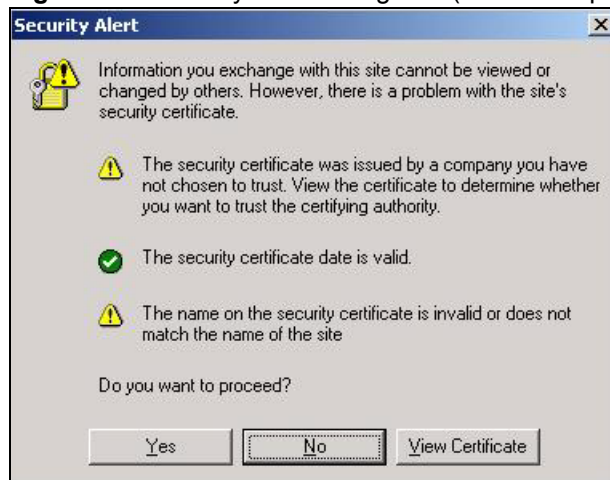 Security Alert
Information you exchange with this site cannot be viewed or
changed by others. However, there is a problem with the site's
security certificate.
The security certificate was issued by a company you have
not chosen to trust. View the certificate to determine whether
you want to trust the certifying authority.
The security certificate date is valid.
The name on the security certificate is invalid or does not
match the name of the site
Do you want to proceed?
Yes
No
View Certificate